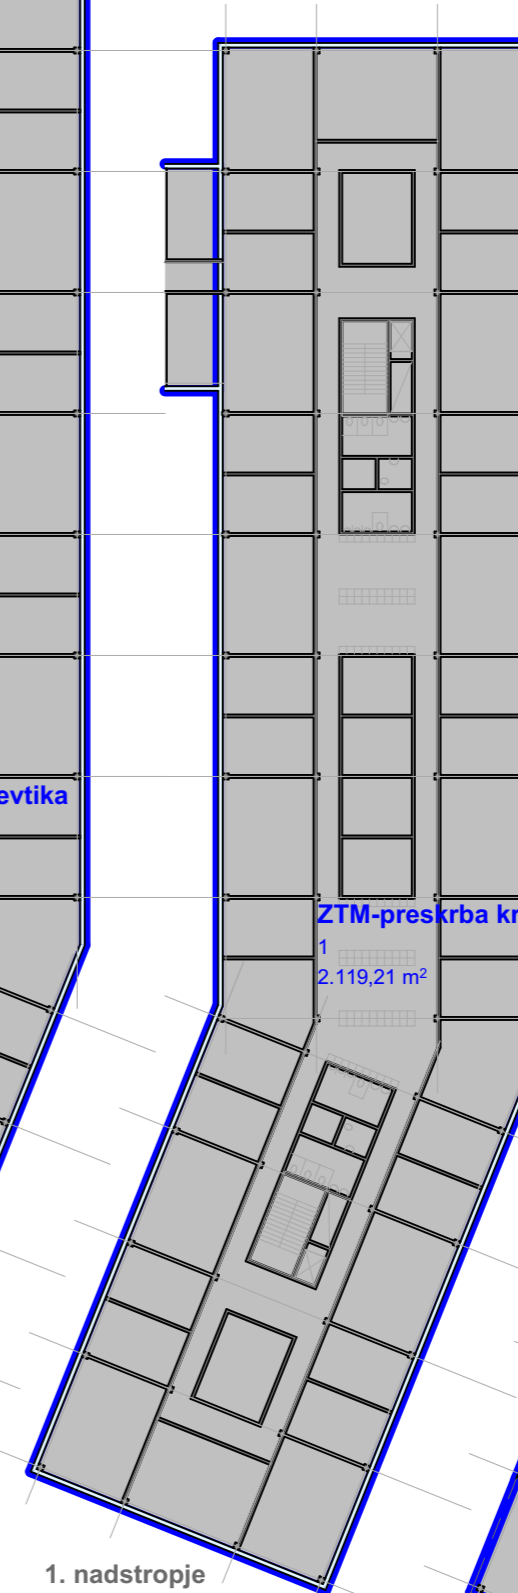 evtika
ZTM-preskrba kr
1
2.119,21 m²
1. nadstropje